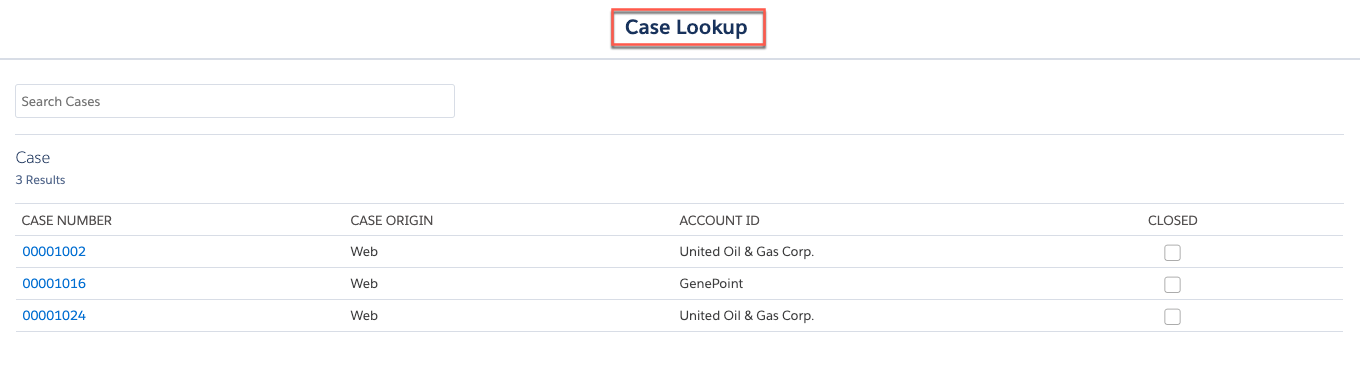 Case Lookup
Search Cases
Case
3 Results
CASE NUMBER CASE ORIGIN ACCOUNT ID CLOSED
00001002 Web United Oil & Gas Corp.
00001016 Web GenePoint
00001024 Web United Oil & Gas Corp.